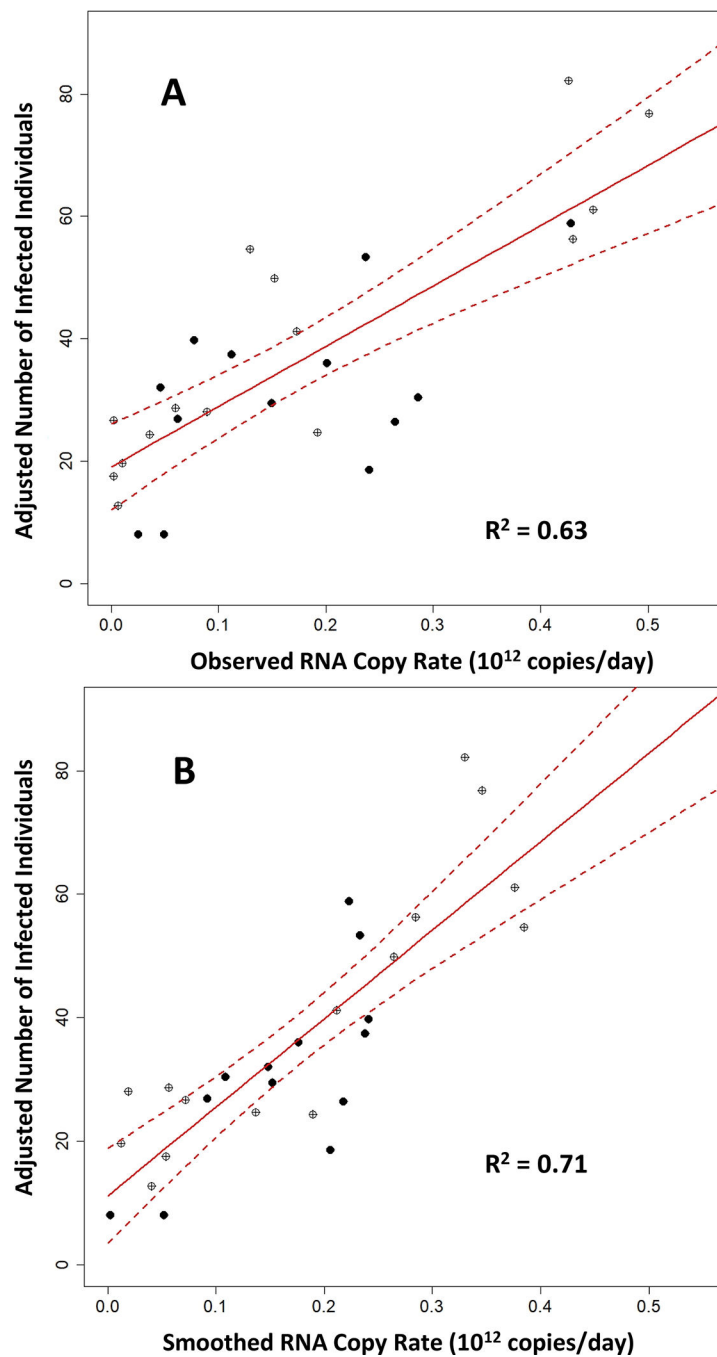 A
Adjusted Number of Infected Individuals
80
60
40
20
0
R² = 0.63
0.0 0.1 0.2 0.3 0.4 0.5
Observed RNA Copy Rate (10¹² copies/day)
B
Adjusted Number of Infected Individuals
80
60
40
20
0
R² = 0.71
0.0 0.1 0.2 0.3 0.4 0.5
Smoothed RNA Copy Rate (10¹² copies/day)